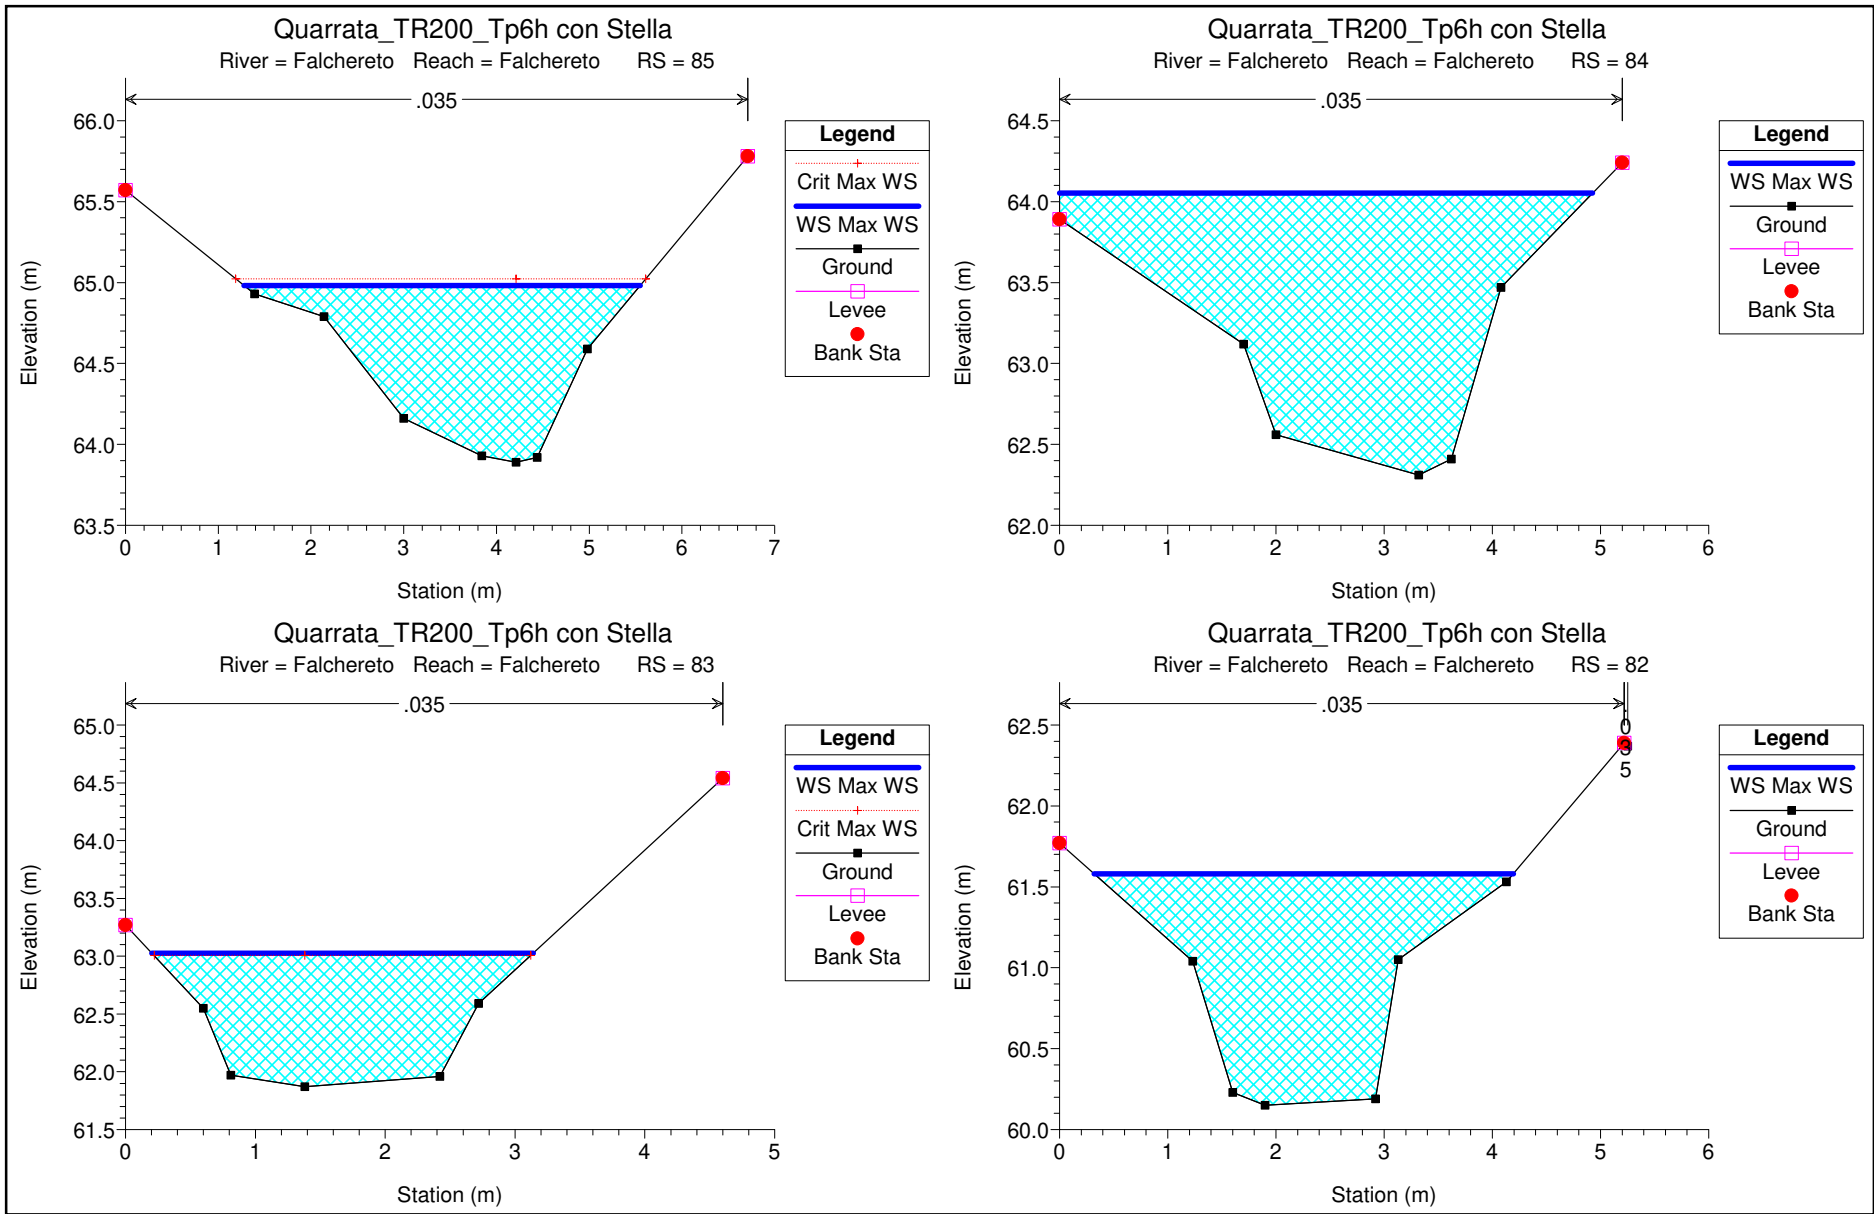 Quarrata_TR200_Tp6h con Stella
River = Falchereto Reach = Falchereto RS = 85
.035
66.0
65.5
65.0
64.5
64.0
63.5
Elevation (m)
0 1 2 3 4 5 6 7
Station (m)
Legend
Crit Max WS
WS Max WS
Ground
Levee
Bank Sta
Quarrata_TR200_Tp6h con Stella
River = Falchereto Reach = Falchereto RS = 84
.035
64.5
64.0
63.5
63.0
62.5
62.0
Elevation (m)
0 1 2 3 4 5 6
Station (m)
Legend
WS Max WS
Ground
Levee
Bank Sta
Quarrata_TR200_Tp6h con Stella
River = Falchereto Reach = Falchereto RS = 83
.035
65.0
64.5
64.0
63.5
63.0
62.5
62.0
61.5
Elevation (m)
0 1 2 3 4 5
Station (m)
Legend
WS Max WS
Crit Max WS
Ground
Levee
Bank Sta
Quarrata_TR200_Tp6h con Stella
River = Falchereto Reach = Falchereto RS = 82
.035
.035
62.5
62.0
61.5
61.0
60.5
60.0
Elevation (m)
0 1 2 3 4 5 6
Station (m)
Legend
WS Max WS
Ground
Levee
Bank Sta